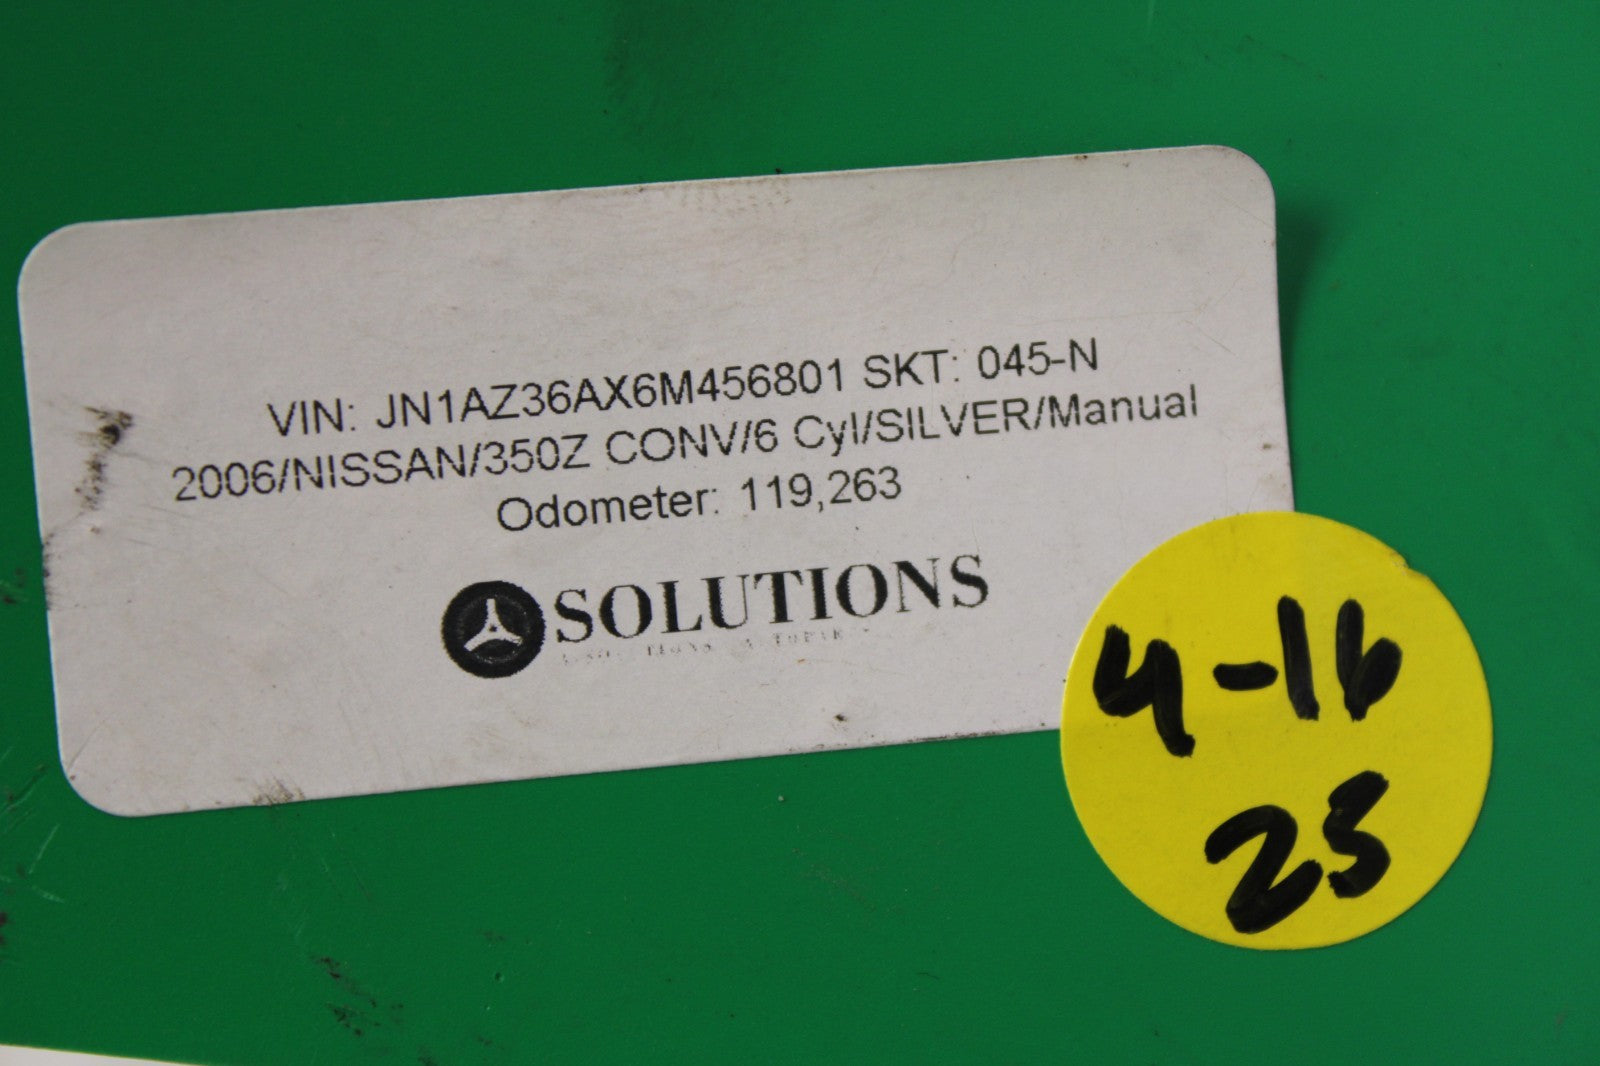 VIN: JN1AZ36AX6M456801 SKT: 045-N
2006/NISSAN/350Z CONV/6 Cyl/SILVER/Manual
Odometer: 119,263
SOLUTIONS
4-16
23